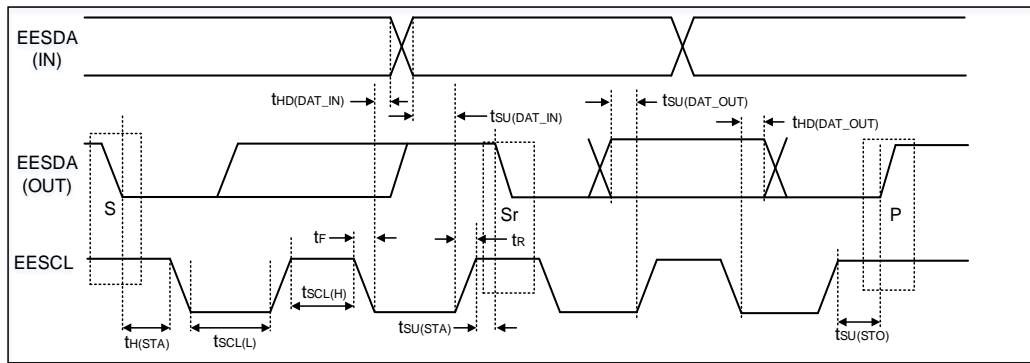 EESDA
(IN)
tHD(DAT_IN)
tSU(DAT_IN)
tSU(DAT_OUT)
tHD(DAT_OUT)
EESDA
(OUT)
S
Sr
P
tF
tR
EESCL
tSCL(H)
tH(STA)
tSCL(L)
tSU(STA)
tSU(STO)